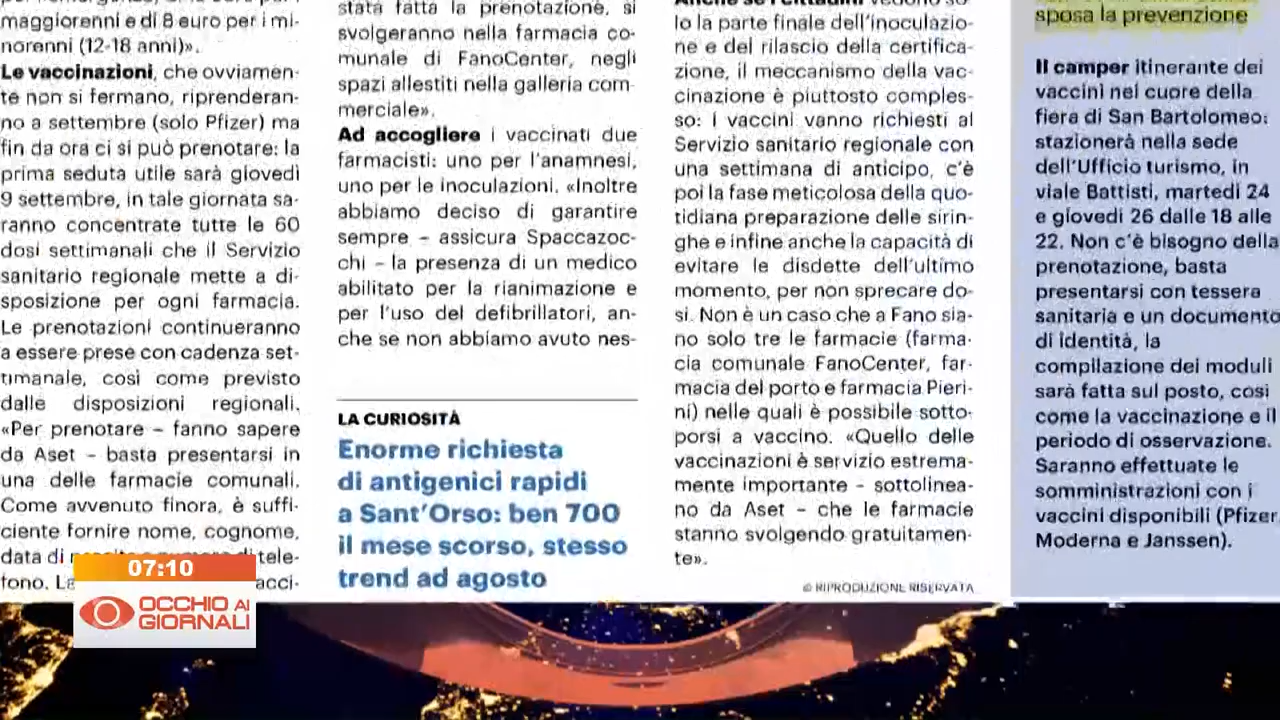 maggiorenni e di 8 euro per i mi-
norenni (12-18 anni)».
Le vaccinazioni, che ovviamen-
te non si fermano, riprenderan-
no a settembre (solo Pfizer) ma
fin da ora ci si può prenotare: la
prima seduta utile sarà giovedì
9 settembre, in tale giornata sa-
ranno concentrate tutte le 60
dosi settimanali che il Servizio
sanitario regionale mette a di-
sposizione per ogni farmacia.
Le prenotazioni continueranno
a essere prese con cadenza set-
timanale, così come previsto
dalle disposizioni regionali.
«Per prenotare – fanno sapere
da Aset – basta presentarsi in
una delle farmacie comunali.
Come avvenuto finora, è suffi-
ciente fornire nome, cognome,
data di nascita e numero di tele-
fono. La acci-
stata fatta la prenotazione, si
svolgeranno nella farmacia co-
munale di FanoCenter, negli
spazi allestiti nella galleria com-
merciale».
Ad accogliere i vaccinati due
farmacisti: uno per l'anamnesi,
uno per le inoculazioni. «Inoltre
abbiamo deciso di garantire
sempre – assicura Spaccazoc-
chi – la presenza di un medico
abilitato per la rianimazione e
per l'uso del defibrillatori, an-
che se non abbiamo avuto nes-
LA CURIOSITÀ
Enorme richiesta
di antigenici rapidi
a Sant'Orso: ben 700
il mese scorso, stesso
trend ad agosto
Anche se i cittadini vedono so-
lo la parte finale dell'inoculazio-
ne e del rilascio della certifica-
zione, il meccanismo della vac-
cinazione è piuttosto comples-
so: i vaccini vanno richiesti al
Servizio sanitario regionale con
una settimana di anticipo, c'è
poi la fase meticolosa della quo-
tidiana preparazione delle sirin-
ghe e infine anche la capacità di
evitare le disdette dell'ultimo
momento, per non sprecare do-
si. Non è un caso che a Fano sia-
no solo tre le farmacie (farma-
cia comunale FanoCenter, far-
macia del porto e farmacia Pieri-
ni) nelle quali è possibile sotto-
porsi a vaccino. «Quello delle
vaccinazioni è servizio estrema-
mente importante – sottolinea-
no da Aset – che le farmacie
stanno svolgendo gratuitamen-
te».
© RIPRODUZIONE RISERVATA
sposa la prevenzione
Il camper itinerante dei
vaccini nel cuore della
fiera di San Bartolomeo:
stazionerà nella sede
dell'Ufficio turismo, in
viale Battisti, martedì 24
e giovedì 26 dalle 18 alle
22. Non c'è bisogno della
prenotazione, basta
presentarsi con tessera
sanitaria e un documento
di identità, la
compilazione dei moduli
sarà fatta sul posto, così
come la vaccinazione e il
periodo di osservazione.
Saranno effettuate le
somministrazioni con i
vaccini disponibili (Pfizer,
Moderna e Janssen).
07:10
OCCHIO AI
GIORNALI